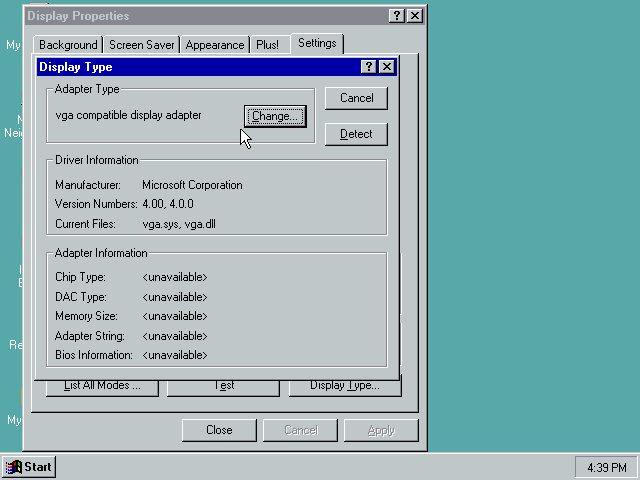 Display Properties
Background
Screen Saver
Appearance
Plus!
Settings
My
Display Type
Adapter Type
vga compatible display adapter
Change...
Cancel
Detect
Driver Information
Manufacturer: Microsoft Corporation
Version Numbers: 4.00, 4.0.0
Current Files: vga.sys, vga.dll
Adapter Information
Chip Type: <unavailable>
DAC Type: <unavailable>
Memory Size: <unavailable>
Adapter String: <unavailable>
Bios Information: <unavailable>
List All Modes ...
Test
Display Type...
My
Close
Cancel
Apply
Start
4:39 PM